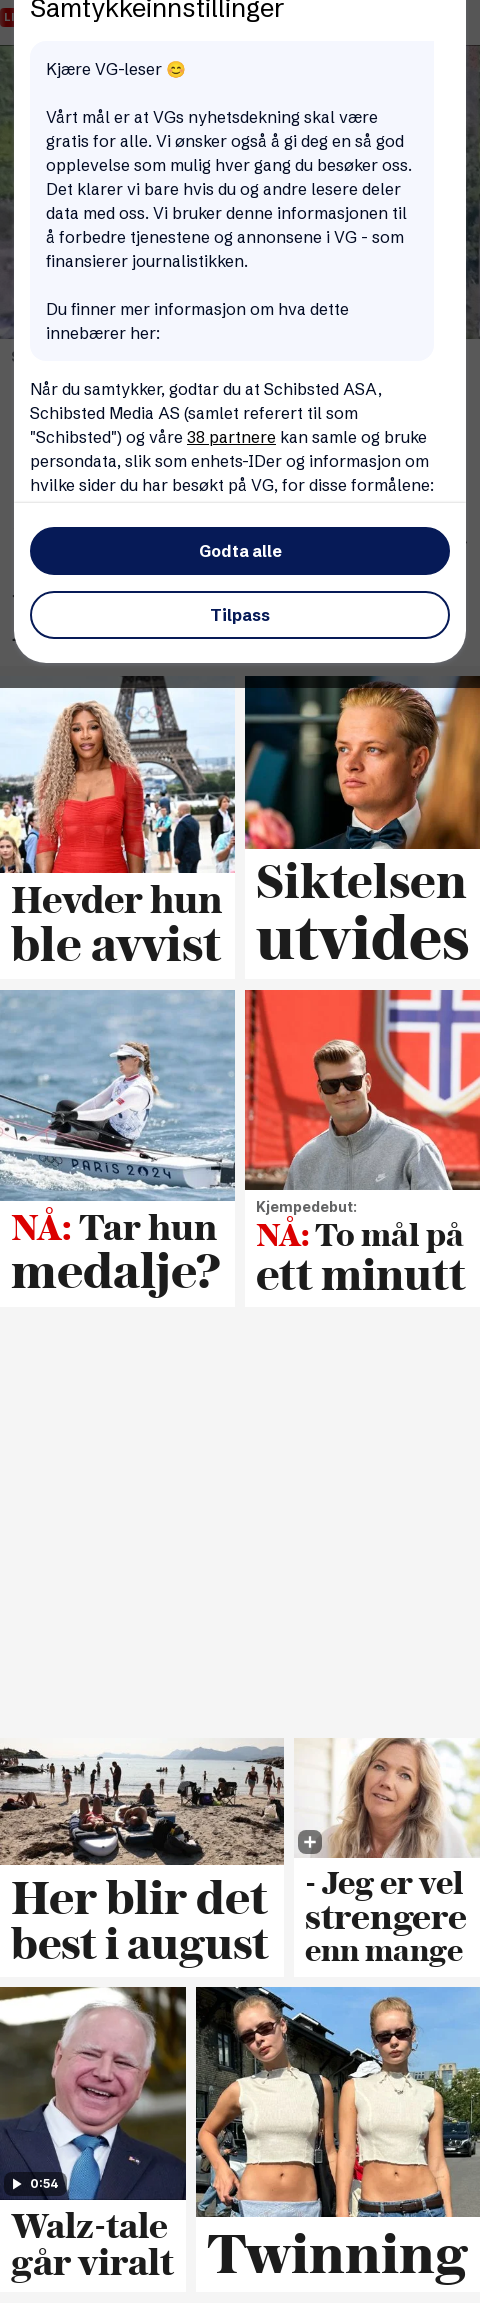 Samtykkeinnstillinger
Kjære VG-leser 😊
Vårt mål er at VGs nyhetsdekning skal være
gratis for alle. Vi ønsker også å gi deg en så god
opplevelse som mulig hver gang du besøker oss.
Det klarer vi bare hvis du og andre lesere deler
data med oss. Vi bruker denne informasjonen til
å forbedre tjenestene og annonsene i VG - som
finansierer journalistikken.
Du finner mer informasjon om hva dette
innebærer her:
Når du samtykker, godtar du at Schibsted ASA,
Schibsted Media AS (samlet referert til som
"Schibsted") og våre 38 partnere kan samle og bruke
persondata, slik som enhets-IDer og informasjon om
hvilke sider du har besøkt på VG, for disse formålene:
Godta alle
Tilpass
Hevder hun
ble avvist
Siktelsen
utvides
PARIS 2024
NÅ: Tar hun
medalje?
Kjempedebut:
NÅ: To mål på
ett minutt
Her blir det
best i august
- Jeg er vel
strengere
enn mange
0:54
Walz-tale
går viralt
Twinning